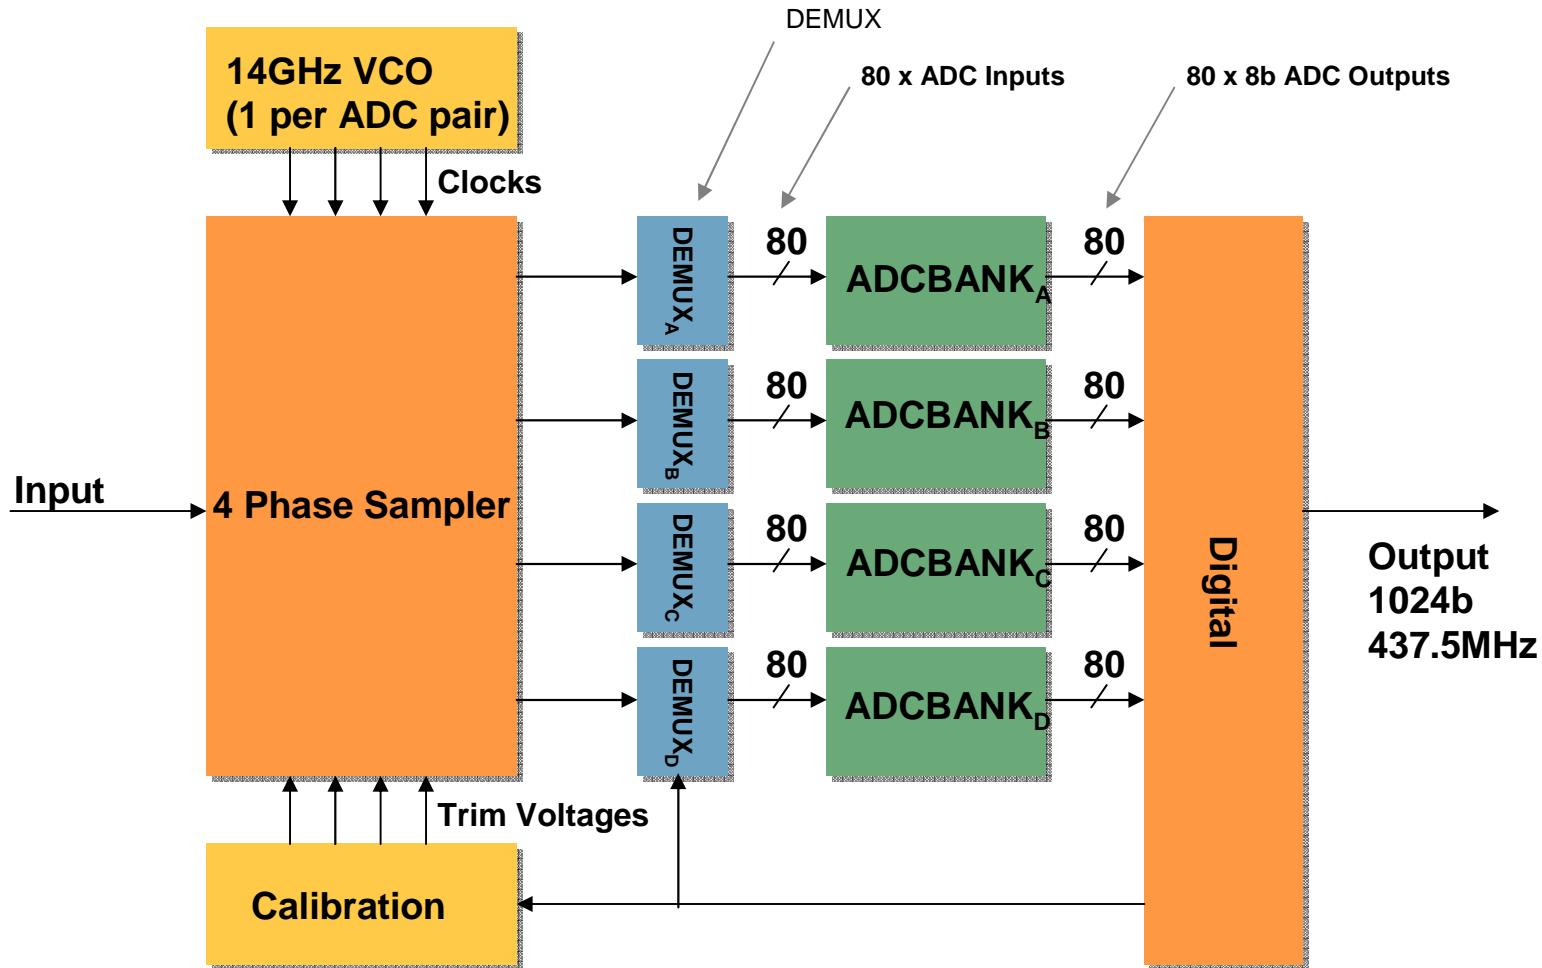 DEMUX
14GHz VCO
(1 per ADC pair)
80 x ADC Inputs
80 x 8b ADC Outputs
Clocks
DEMUXA
80
ADCBANKA
80
DEMUXB
80
ADCBANKB
80
Input
4 Phase Sampler
DEMUXC
80
ADCBANKC
80
Digital
Output
1024b
437.5MHz
DEMUXD
80
ADCBANKD
80
Trim Voltages
Calibration